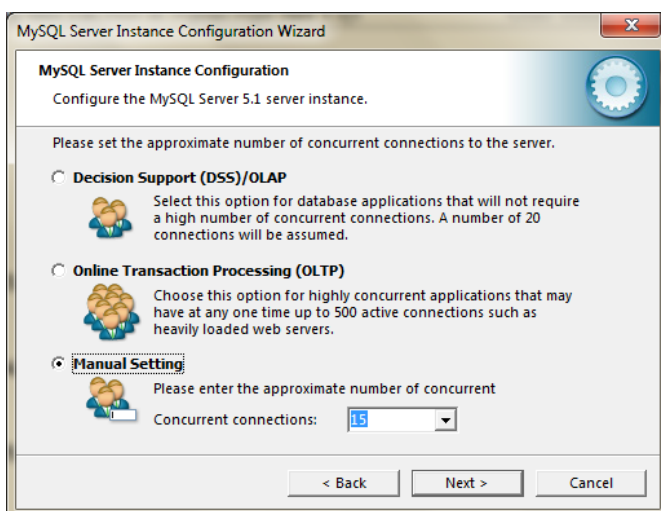 MySQL Server Instance Configuration Wizard
MySQL Server Instance Configuration
Configure the MySQL Server 5.1 server instance.
Please set the approximate number of concurrent connections to the server.
Decision Support (DSS)/OLAP
Select this option for database applications that will not require
a high number of concurrent connections. A number of 20
connections will be assumed.
Online Transaction Processing (OLTP)
Choose this option for highly concurrent applications that may
have at any one time up to 500 active connections such as
heavily loaded web servers.
Manual Setting
Please enter the approximate number of concurrent
Concurrent connections: 15
< Back Next > Cancel